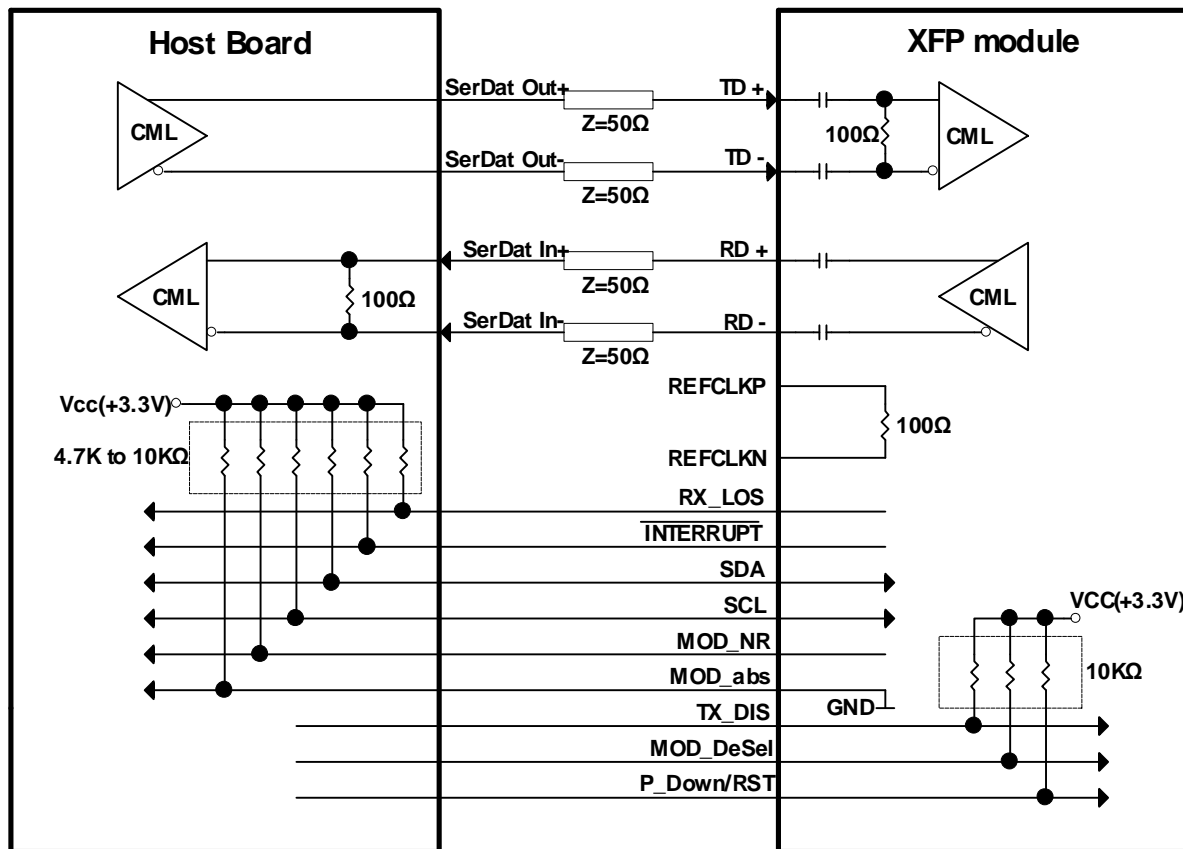 Host Board
XFP module
SerDat Out+
TD +
CML
Z=50Ω
100Ω
CML
SerDat Out-
TD -
Z=50Ω
SerDat In+
RD +
CML
100Ω
Z=50Ω
CML
SerDat In-
RD -
Z=50Ω
REFCLKP
Vcc(+3.3V)
100Ω
4.7K to 10KΩ
REFCLKN
RX_LOS
INTERRUPT
SDA
SCL
VCC(+3.3V)
MOD_NR
MOD_abs
10KΩ
GND
TX_DIS
MOD_DeSel
P_Down/RST